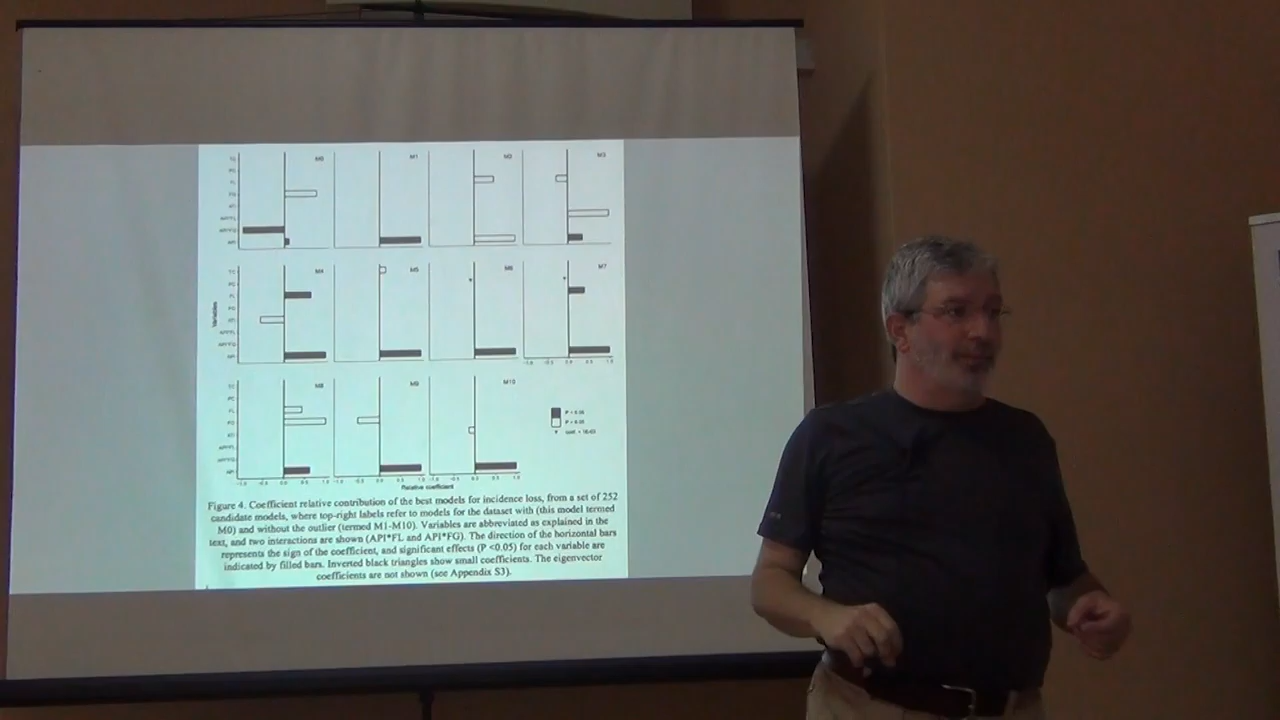 M0 M1 M2 M3
M4 M5 M6 M7
Variables
M8 M9 M10
Relative coefficient
Figure 4. Coefficient relative contribution of the best models for incidence loss, from a set of 252
candidate models, where top-right labels refer to models for the dataset with (this model termed
M0) and without the outlier (termed M1-M10). Variables are abbreviated as explained in the
text, and two interactions are shown (API*FL and API*FG). The direction of the horizontal bars
represents the sign of the coefficient, and significant effects (P <0.05) for each variable are
indicated by filled bars. Inverted black triangles show small coefficients. The eigenvector
coefficients are not shown (see Appendix S3).